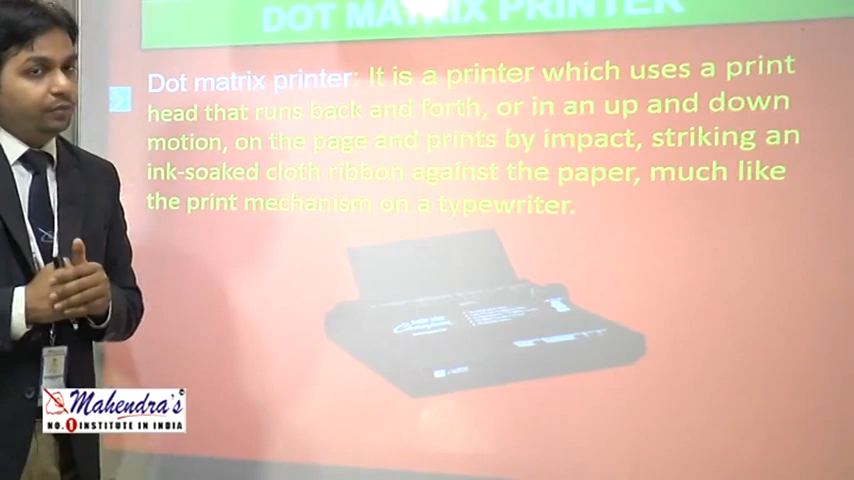 DOT MATRIX PRINTER
Dot matrix printer: It is a printer which uses a print
head that runs back and forth, or in an up and down
motion, on the page and prints by impact, striking an
ink-soaked cloth ribbon against the paper, much like
the print mechanism on a typewriter.
Mahendra's
NO. 1 INSTITUTE IN INDIA